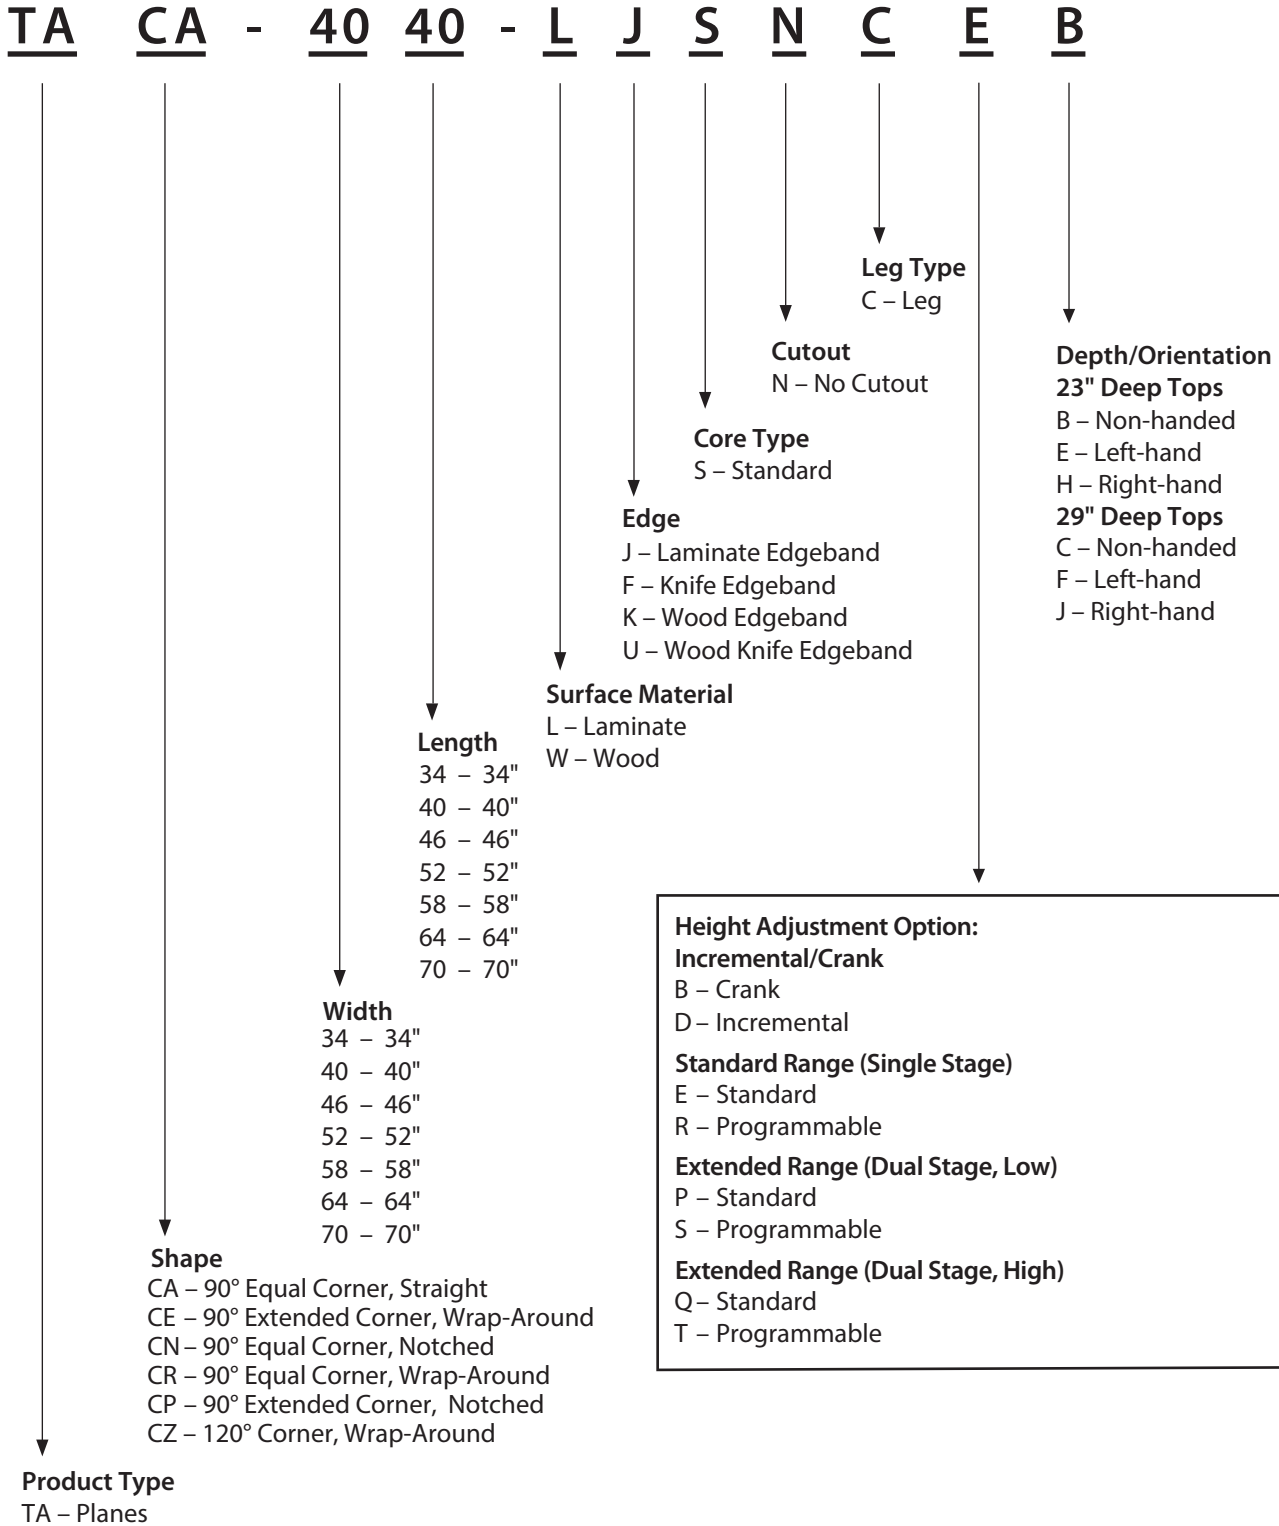 TA CA - 40 40 - L J S N C E B
Leg Type
C – Leg
Cutout
N – No Cutout
Depth/Orientation
23" Deep Tops
B – Non-handed
E – Left-hand
H – Right-hand
29" Deep Tops
C – Non-handed
F – Left-hand
J – Right-hand
Core Type
S – Standard
Edge
J – Laminate Edgeband
F – Knife Edgeband
K – Wood Edgeband
U – Wood Knife Edgeband
Surface Material
L – Laminate
W – Wood
Length
34 – 34"
40 – 40"
46 – 46"
52 – 52"
58 – 58"
64 – 64"
70 – 70"
Height Adjustment Option:
Incremental/Crank
B – Crank
D – Incremental
Standard Range (Single Stage)
E – Standard
R – Programmable
Extended Range (Dual Stage, Low)
P – Standard
S – Programmable
Extended Range (Dual Stage, High)
Q – Standard
T – Programmable
Width
34 – 34"
40 – 40"
46 – 46"
52 – 52"
58 – 58"
64 – 64"
70 – 70"
Shape
CA – 90° Equal Corner, Straight
CE – 90° Extended Corner, Wrap-Around
CN – 90° Equal Corner, Notched
CR – 90° Equal Corner, Wrap-Around
CP – 90° Extended Corner, Notched
CZ – 120° Corner, Wrap-Around
Product Type
TA – Planes